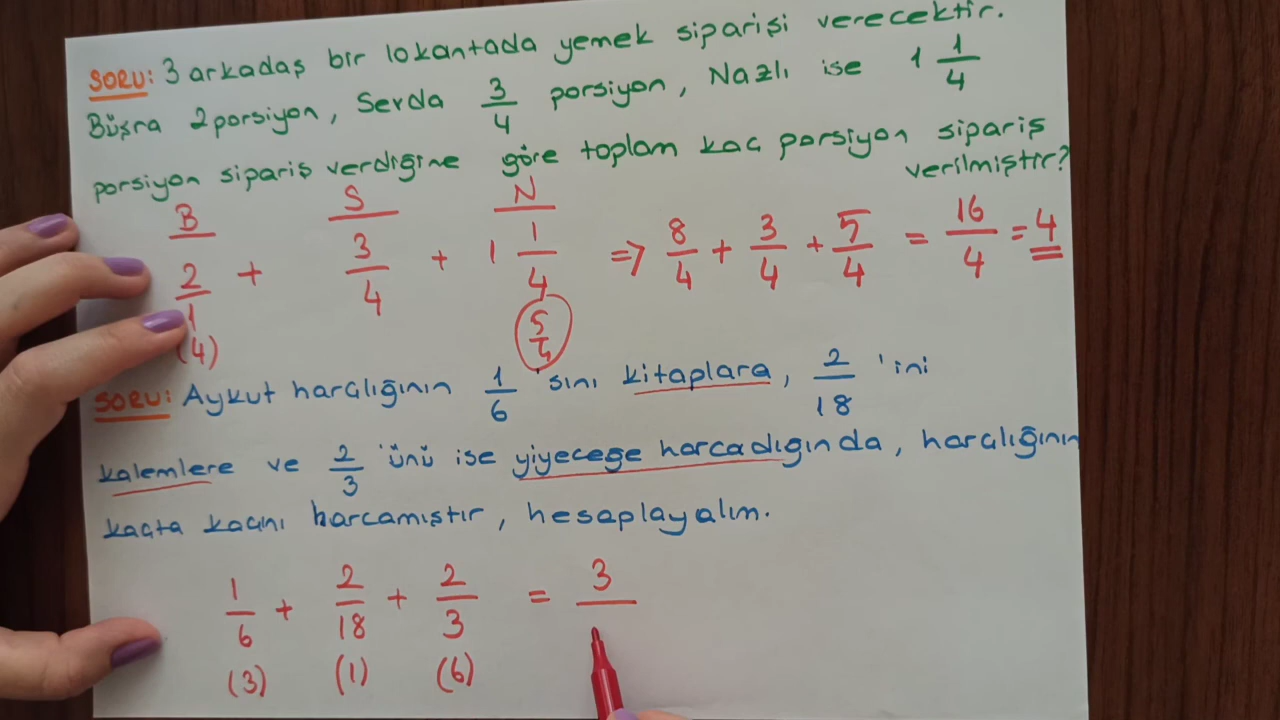 SORU: 3 arkadaş bir lokantada yemek siparişi verecektir.
Büşra 2 porsiyon, Serda 3/4 porsiyon, Nazlı ise 1 1/4
porsiyon sipariş verdiğine göre toplam kaç porsiyon sipariş
verilmiştir?
B S N
2/1 + 3/4 + 1 1/4 => 8/4 + 3/4 + 5/4 = 16/4 = 4
(4) 5/4
SORU: Aykut harçlığının 1/6 'sını kitaplara, 2/18 'ini
kalemlere ve 2/3 'ünü ise yiyeceğe harcadığında, harçlığının
kaçta kaçını harcamıştır, hesaplayalım.
1/6 + 2/18 + 2/3 = 3
(3) (1) (6)